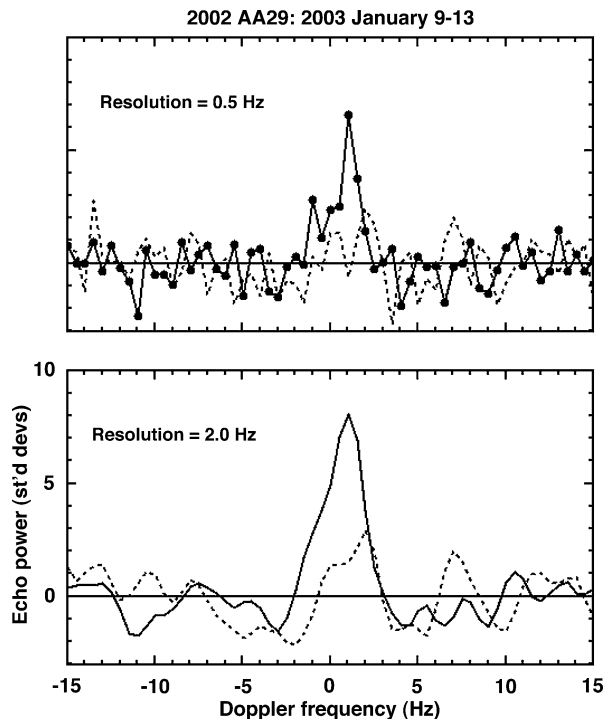 2002 AA29: 2003 January 9-13
Resolution = 0.5 Hz
10
Resolution = 2.0 Hz
5
0
Echo power (st'd devs)
-15 -10 -5 0 5 10 15
Doppler frequency (Hz)